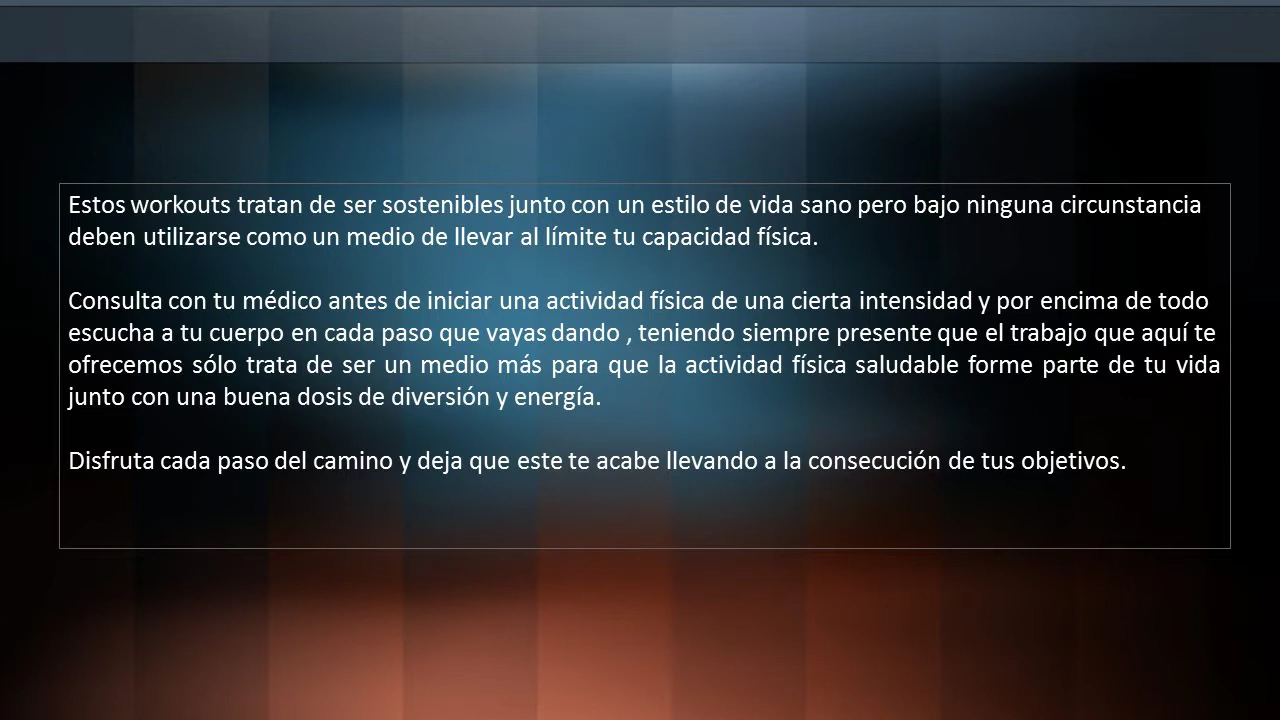 Estos workouts tratan de ser sostenibles junto con un estilo de vida sano pero bajo ninguna circunstancia
deben utilizarse como un medio de llevar al límite tu capacidad física.
Consulta con tu médico antes de iniciar una actividad física de una cierta intensidad y por encima de todo
escucha a tu cuerpo en cada paso que vayas dando , teniendo siempre presente que el trabajo que aquí te
ofrecemos sólo trata de ser un medio más para que la actividad física saludable forme parte de tu vida
junto con una buena dosis de diversión y energía.
Disfruta cada paso del camino y deja que este te acabe llevando a la consecución de tus objetivos.